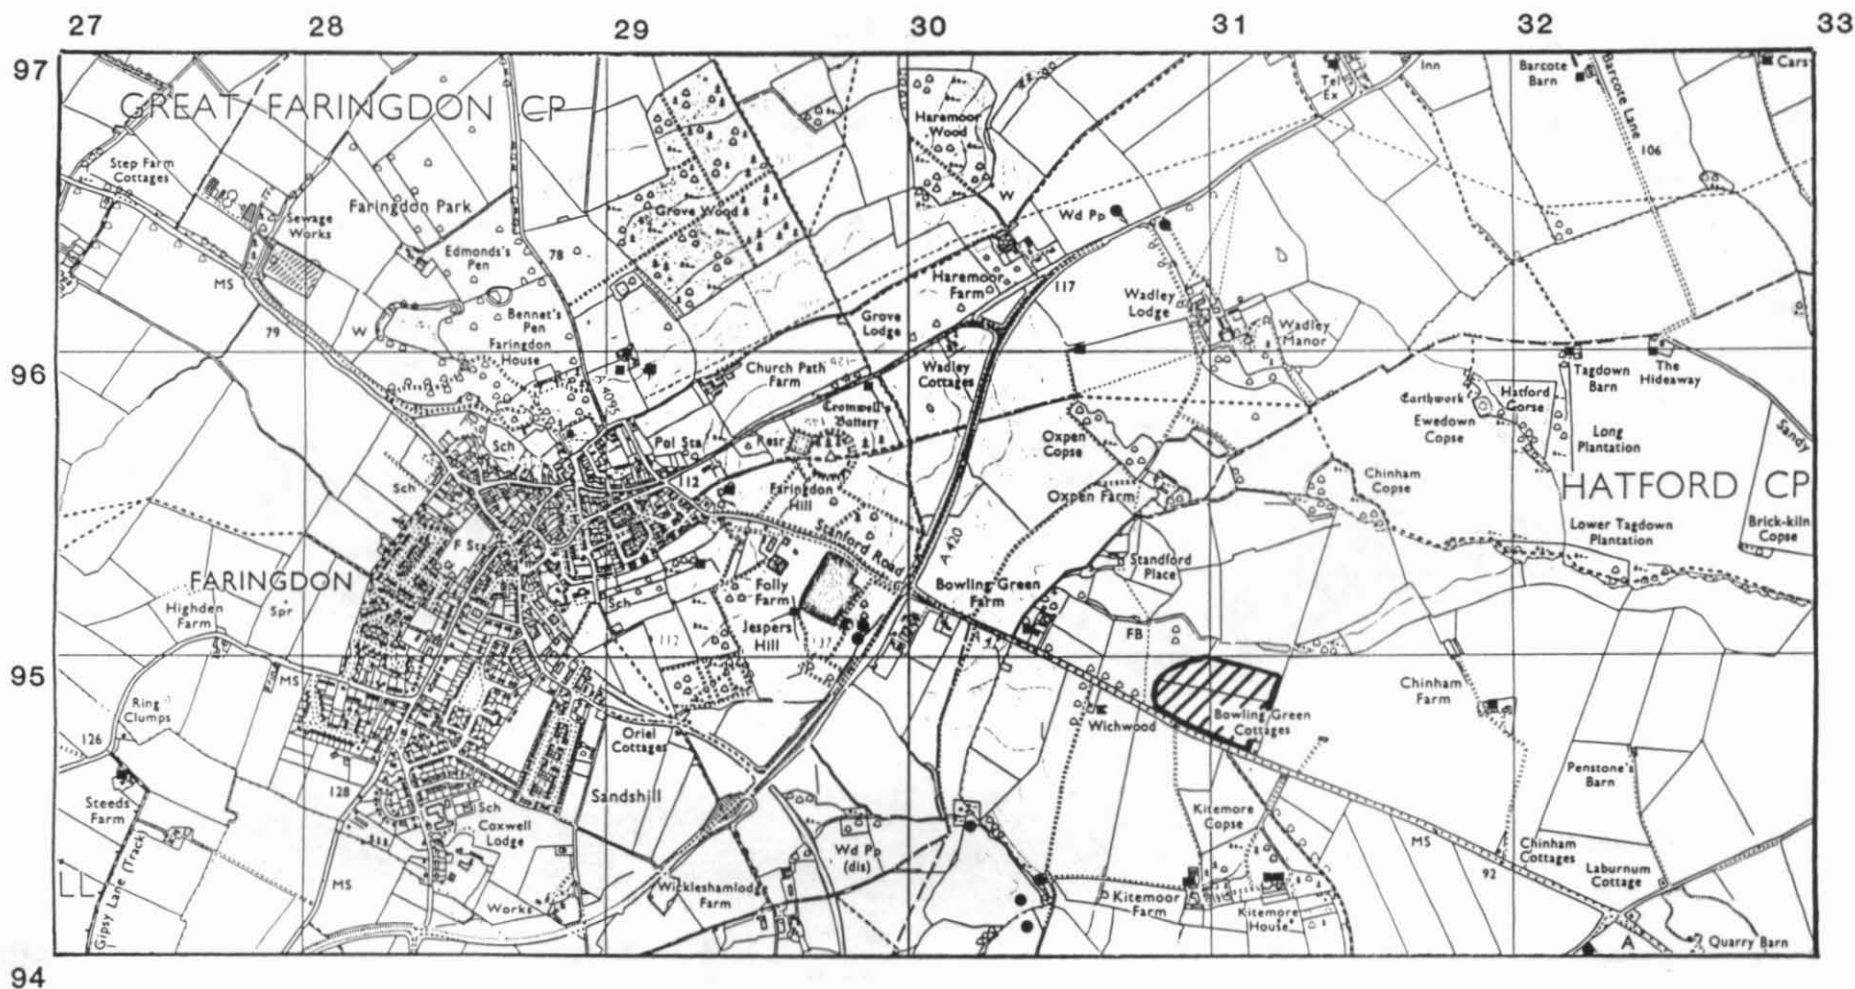 27 28 29 30 31 32 33
97
96
95
94
GREAT FARINGDON CP
Step Farm
Cottages
Sewage
Works
Faringdon Park
Edmonds's
Pen
78
Bennet's
Pen
Faringdon
House
MS
79
W
Grove Wood
Haremoor
Wood
W
Wd Pp
Haremoor
Farm
117
Grove
Lodge
Wadley
Lodge
Wadley
Manor
Tel
Ex
Inn
Barcote
Barn
Barcote Lane
106
Cars
Church Path
Farm
Wadley
Cottages
Cromwell's
Battery
A4095
Sch
Pol Sta
Resr
112
Faringdon
Hill
Stanford Road
A 420
Oxpen
Copse
Oxpen Farm
Earthwork
Ewedown
Copse
Hatford
Gorse
Tagdown
Barn
The
Hideaway
Long
Plantation
Sandy
Chinham
Copse
HATFORD CP
Lower Tagdown
Plantation
Brick-kiln
Copse
Sch
F Sta
FARINGDON
Highden
Farm
Spr
Folly
Farm
Jespers
Hill
137
Sch
112
Bowling Green
Farm
Standford
Place
FB
MS
Ring
Clumps
126
Steeds
Farm
128
Gipsy Lane (Track)
LL
MS
Sch
Coxwell
Lodge
Works
Oriel
Cottages
Sandshill
Wickleshamlodge
Farm
Wd Pp
(dis)
Wichwood
Bowling Green
Cottages
Chinham
Farm
Penstone's
Barn
Kitemore
Copse
Kitemoor
Farm
Kitemore
House
MS
92
Chinham
Cottages
Laburnum
Cottage
A
Quarry Barn